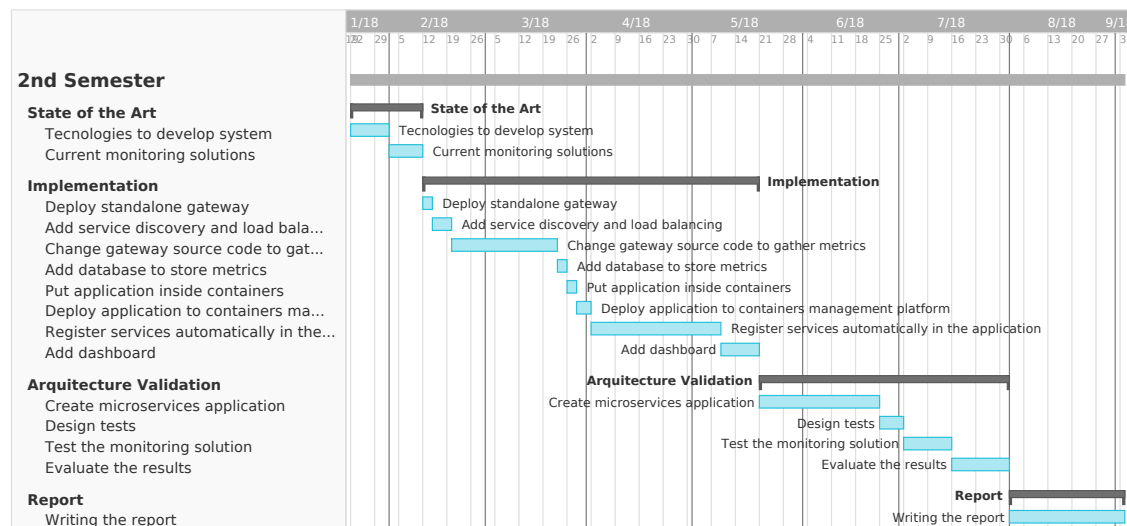 1/18 2/18 3/18 4/18 5/18 6/18 7/18 8/18 9/1
22 29 5 12 19 26 5 12 19 26 2 9 16 23 30 7 14 21 28 4 11 18 25 2 9 16 23 30 6 13 20 27 3
2nd Semester
State of the Art State of the Art
Tecnologies to develop system Tecnologies to develop system
Current monitoring solutions Current monitoring solutions
Implementation Implementation
Deploy standalone gateway Deploy standalone gateway
Add service discovery and load bala... Add service discovery and load balancing
Change gateway source code to gat... Change gateway source code to gather metrics
Add database to store metrics Add database to store metrics
Put application inside containers Put application inside containers
Deploy application to containers ma... Deploy application to containers management platform
Register services automatically in the... Register services automatically in the application
Add dashboard Add dashboard
Arquitecture Validation Arquitecture Validation
Create microservices application Create microservices application
Design tests Design tests
Test the monitoring solution Test the monitoring solution
Evaluate the results Evaluate the results
Report Report
Writing the report Writing the report